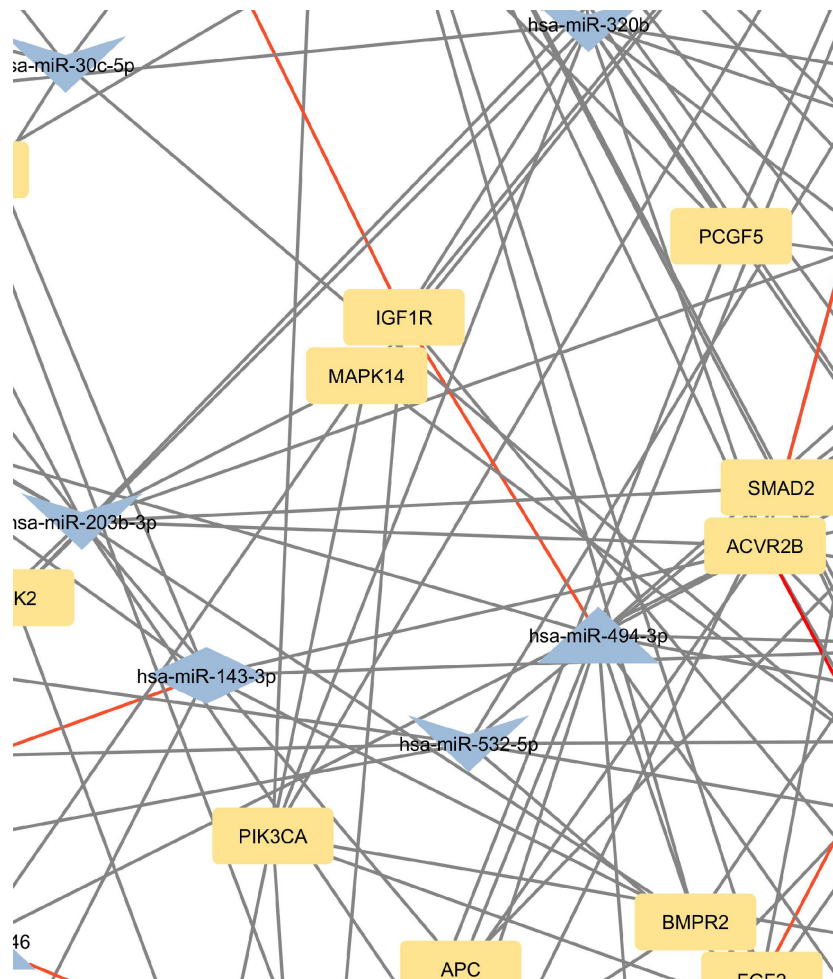 hsa-miR-320b
sa-miR-30c-5p
PCGF5
IGF1R
MAPK14
SMAD2
hsa-miR-203b-3p
ACVR2B
K2
hsa-miR-494-3p
hsa-miR-143-3p
hsa-miR-532-5p
PIK3CA
BMPR2
46
APC